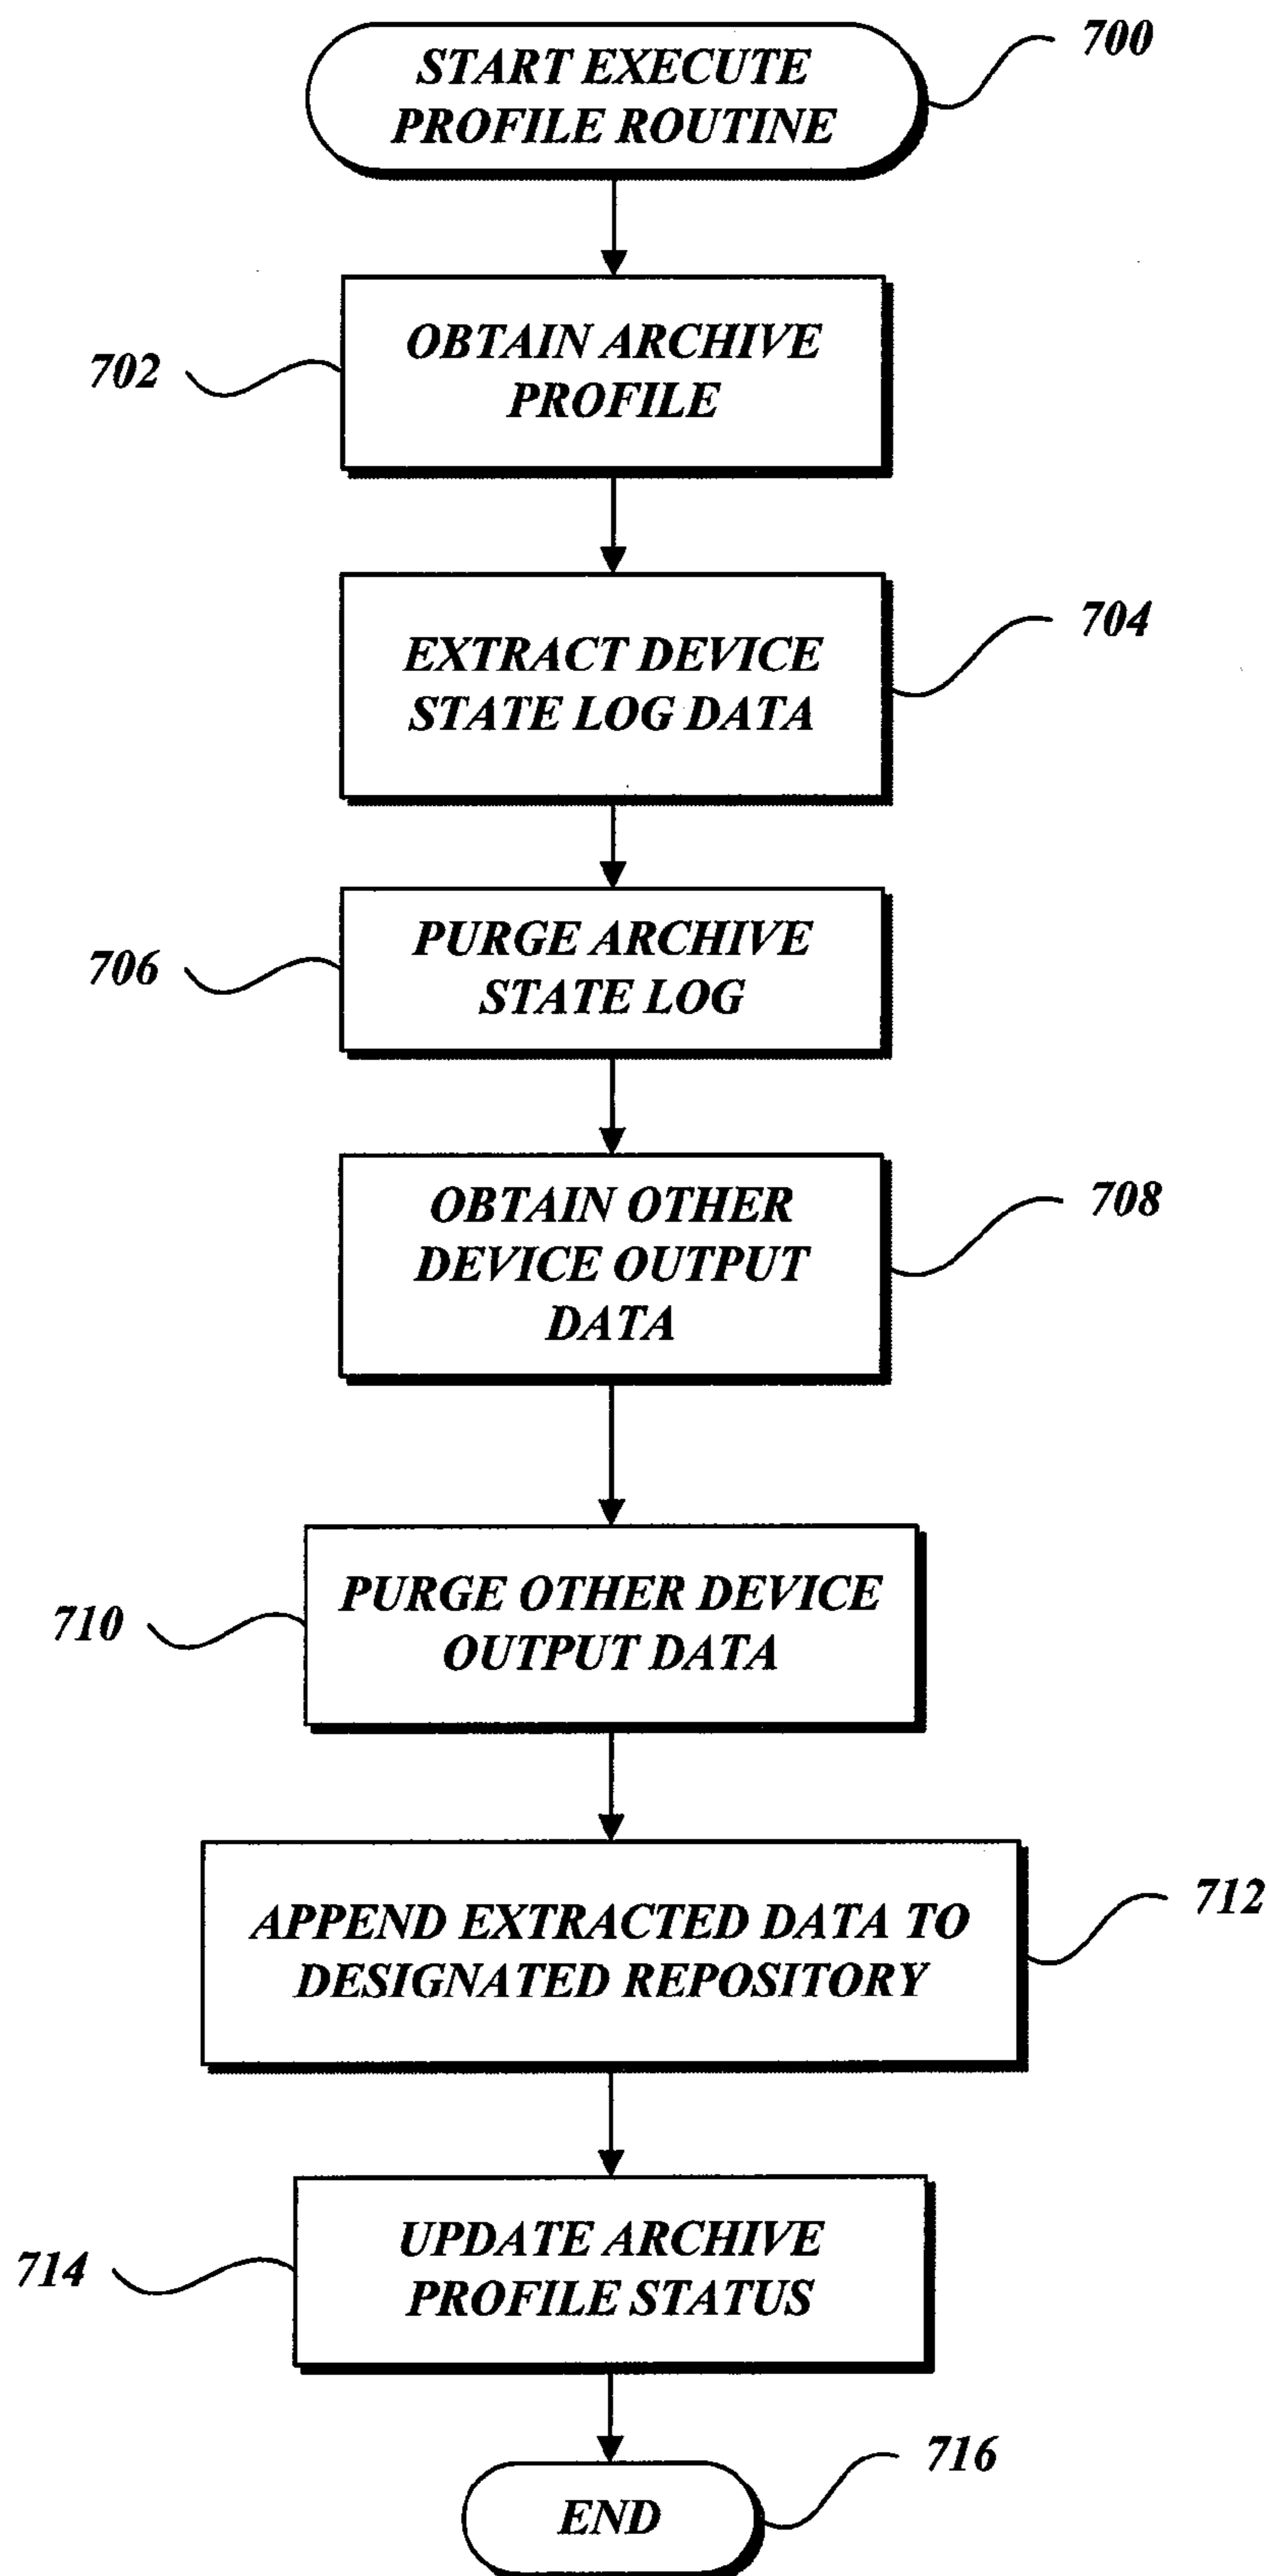 START EXECUTE
PROFILE ROUTINE
700
OBTAIN ARCHIVE
PROFILE
702
EXTRACT DEVICE
STATE LOG DATA
704
PURGE ARCHIVE
STATE LOG
706
OBTAIN OTHER
DEVICE OUTPUT
DATA
708
PURGE OTHER DEVICE
OUTPUT DATA
710
APPEND EXTRACTED DATA TO
DESIGNATED REPOSITORY
712
UPDATE ARCHIVE
PROFILE STATUS
714
END
716